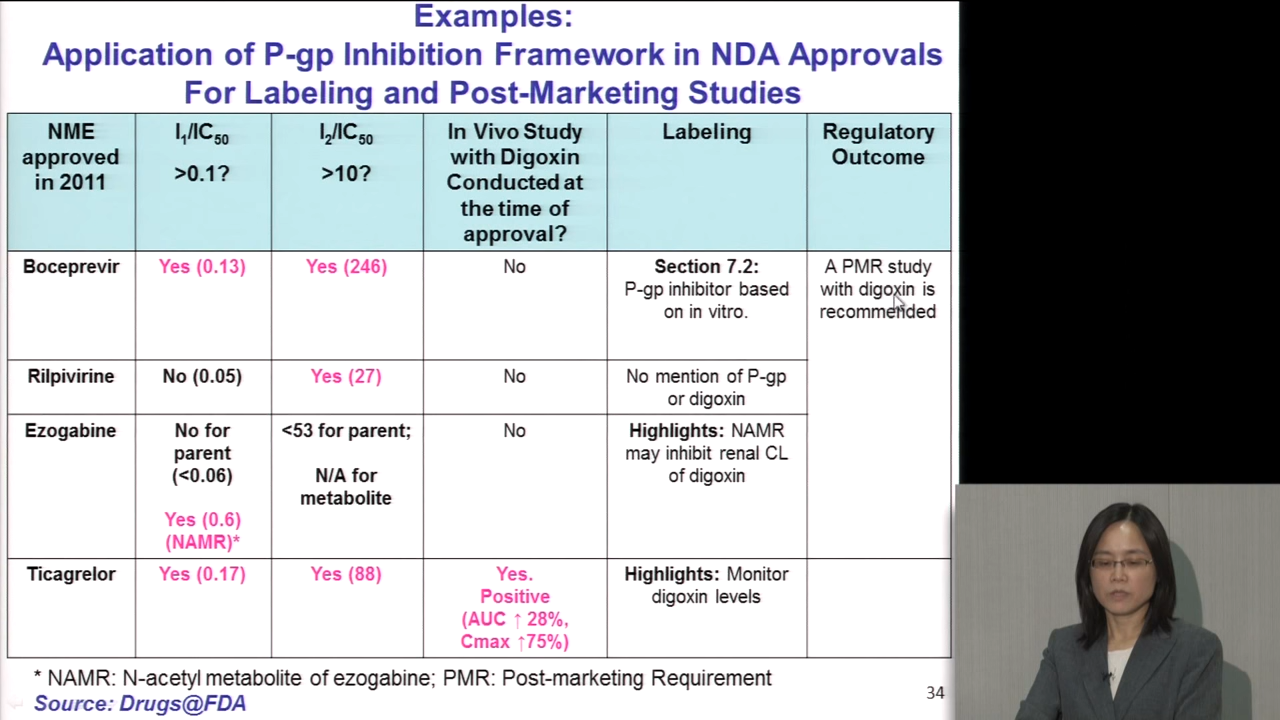 Examples:
Application of P-gp Inhibition Framework in NDA Approvals
For Labeling and Post-Marketing Studies
NME
approved
in 2011
I1/IC50
>0.1?
I2/IC50
>10?
In Vivo Study
with Digoxin
Conducted at
the time of
approval?
Labeling
Regulatory
Outcome
Boceprevir
Yes (0.13)
Yes (246)
No
Section 7.2:
P-gp inhibitor based
on in vitro.
A PMR study
with digoxin is
recommended
Rilpivirine
No (0.05)
Yes (27)
No
No mention of P-gp
or digoxin
Ezogabine
No for
parent
(<0.06)
Yes (0.6)
(NAMR)*
<53 for parent;
N/A for
metabolite
No
Highlights: NAMR
may inhibit renal CL
of digoxin
Ticagrelor
Yes (0.17)
Yes (88)
Yes.
Positive
(AUC ↑ 28%,
Cmax ↑75%)
Highlights: Monitor
digoxin levels
* NAMR: N-acetyl metabolite of ezogabine; PMR: Post-marketing Requirement
Source: Drugs@FDA
34